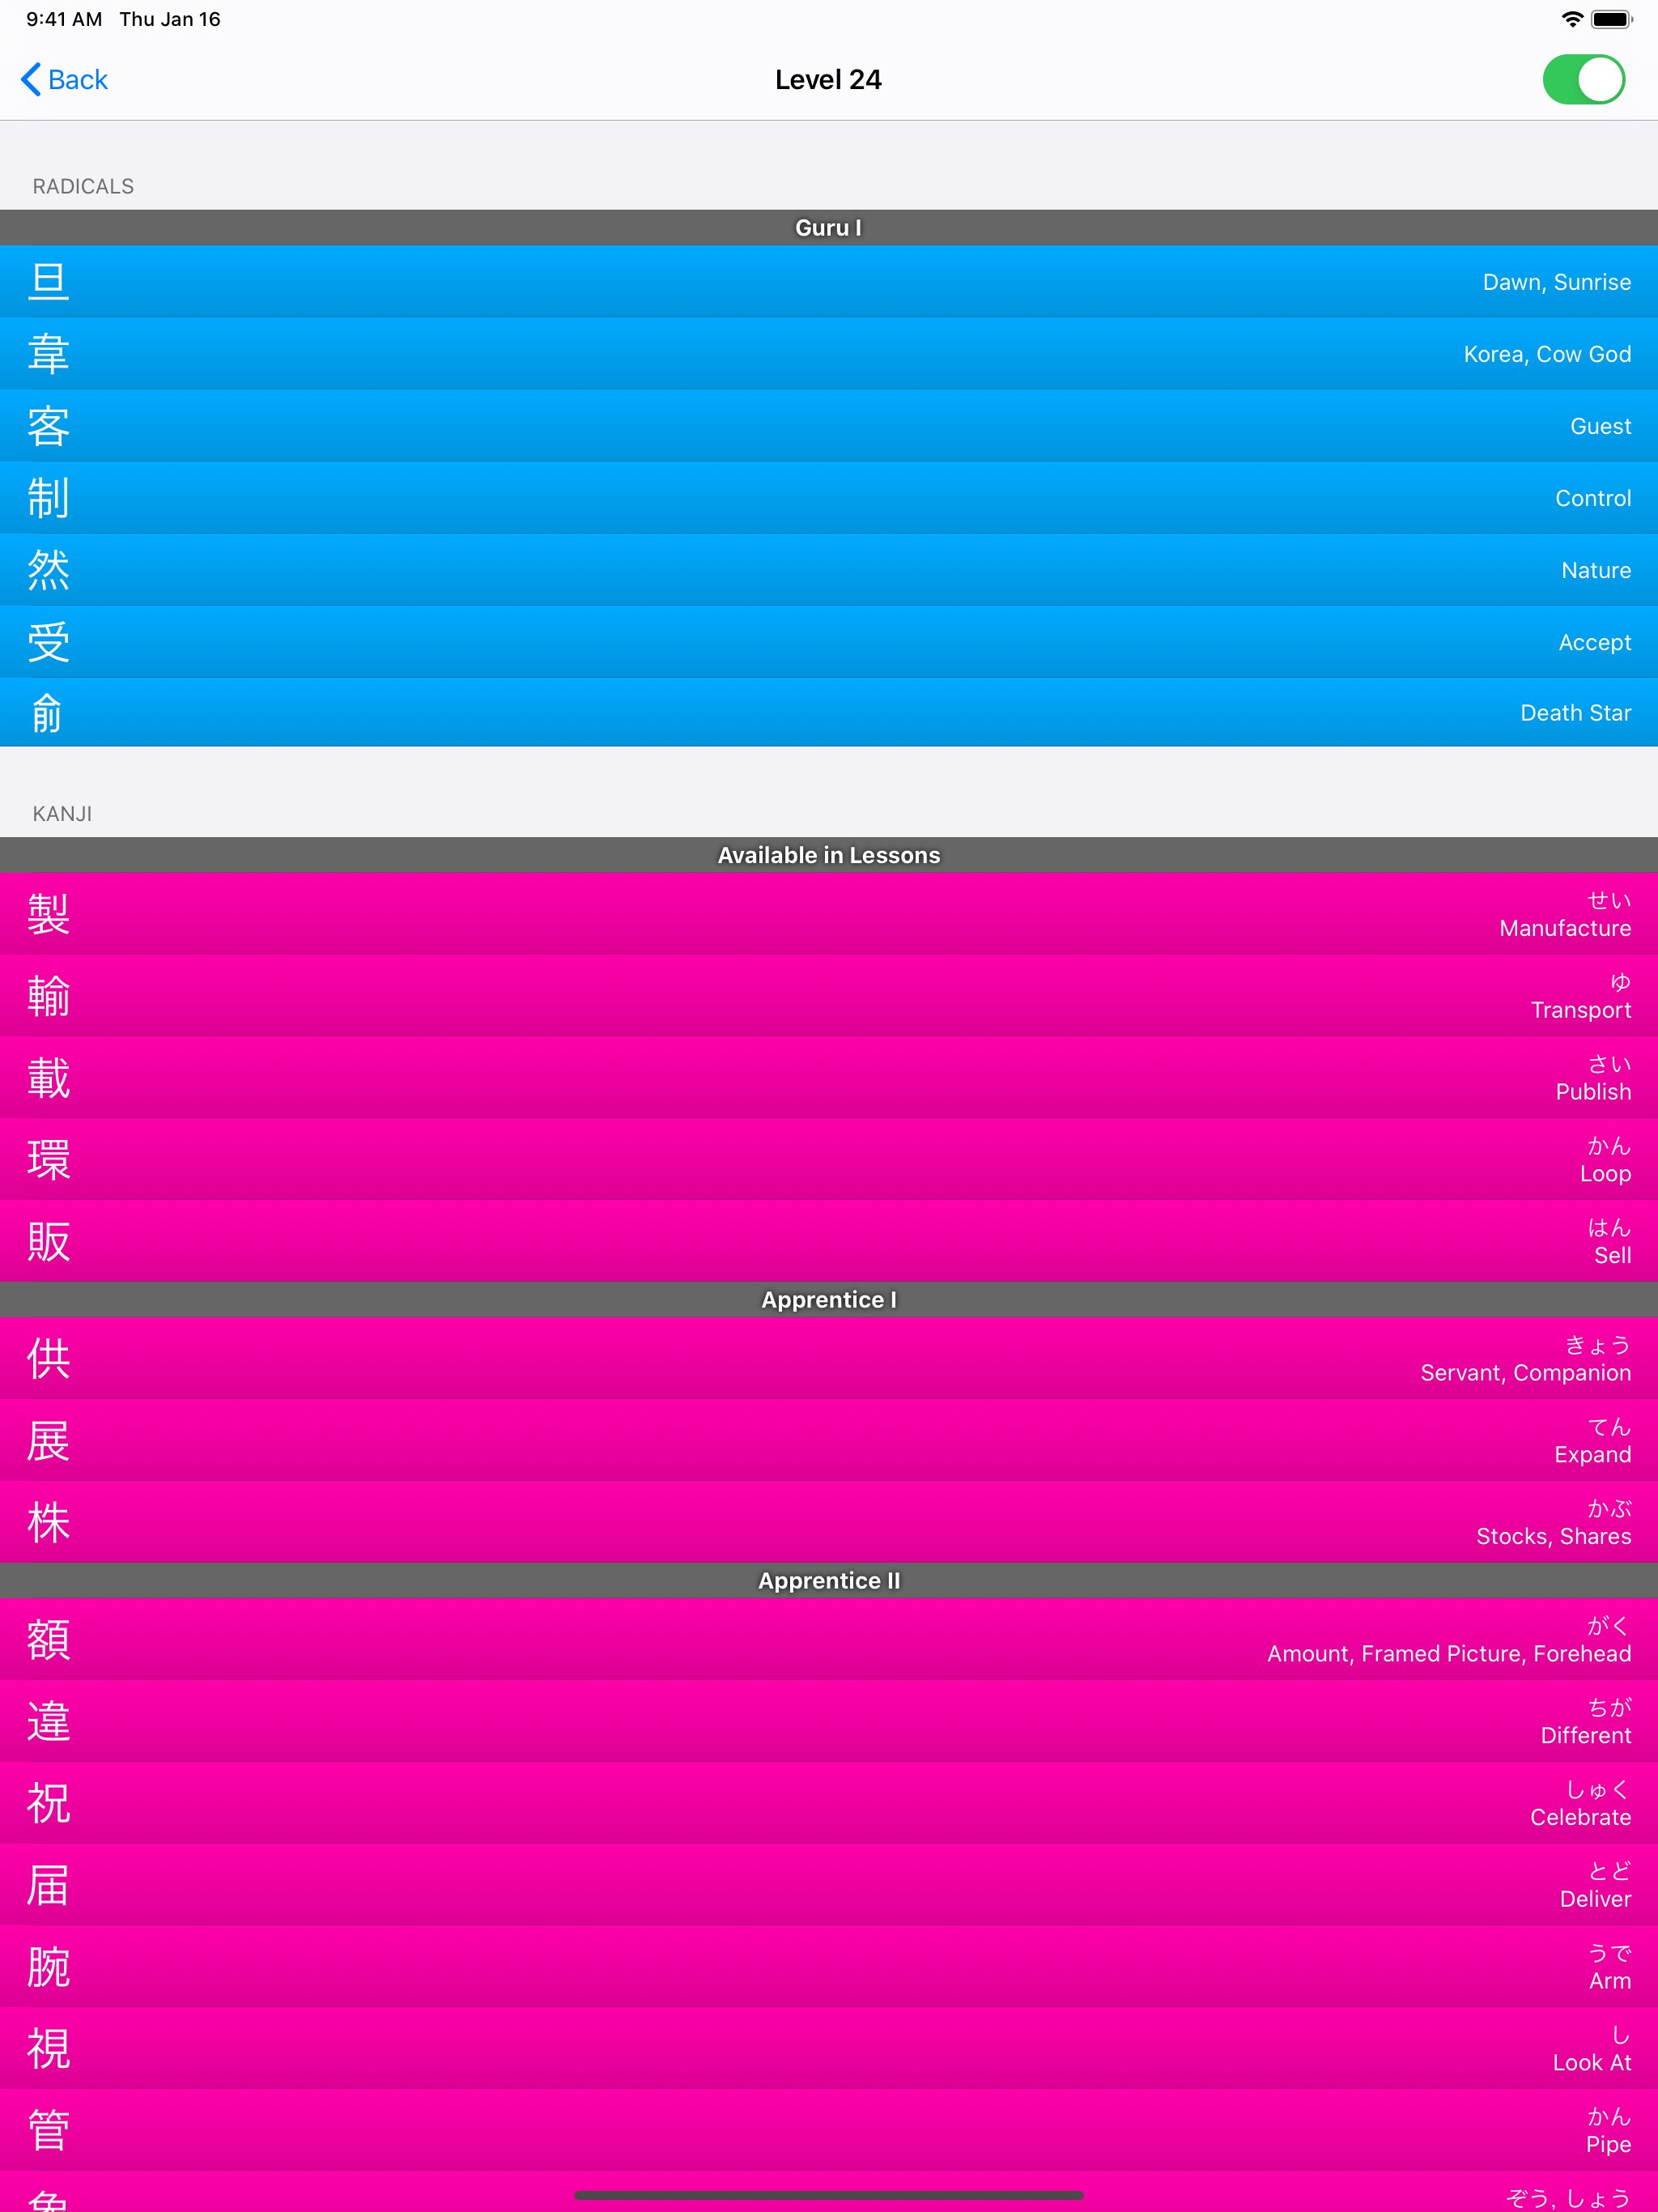 9:41 AM Thu Jan 16
Back
Level 24
RADICALS
Guru I
旦 Dawn, Sunrise
韋 Korea, Cow God
客 Guest
制 Control
然 Nature
受 Accept
俞 Death Star
KANJI
Available in Lessons
製 せい
Manufacture
輸 ゆ
Transport
載 さい
Publish
環 かん
Loop
販 はん
Sell
Apprentice I
供 きょう
Servant, Companion
展 てん
Expand
株 かぶ
Stocks, Shares
Apprentice II
額 がく
Amount, Framed Picture, Forehead
違 ちが
Different
祝 しゅく
Celebrate
届 とど
Deliver
腕 うで
Arm
視 し
Look At
管 かん
Pipe
象 ぞう, しょう